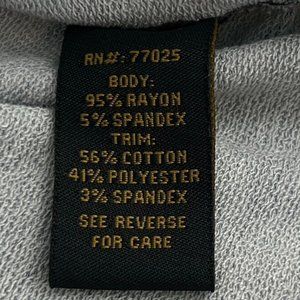 RN#: 77025
BODY:
95% RAYON
5% SPANDEX
TRIM:
56% COTTON
41% POLYESTER
3% SPANDEX
SEE REVERSE
FOR CARE